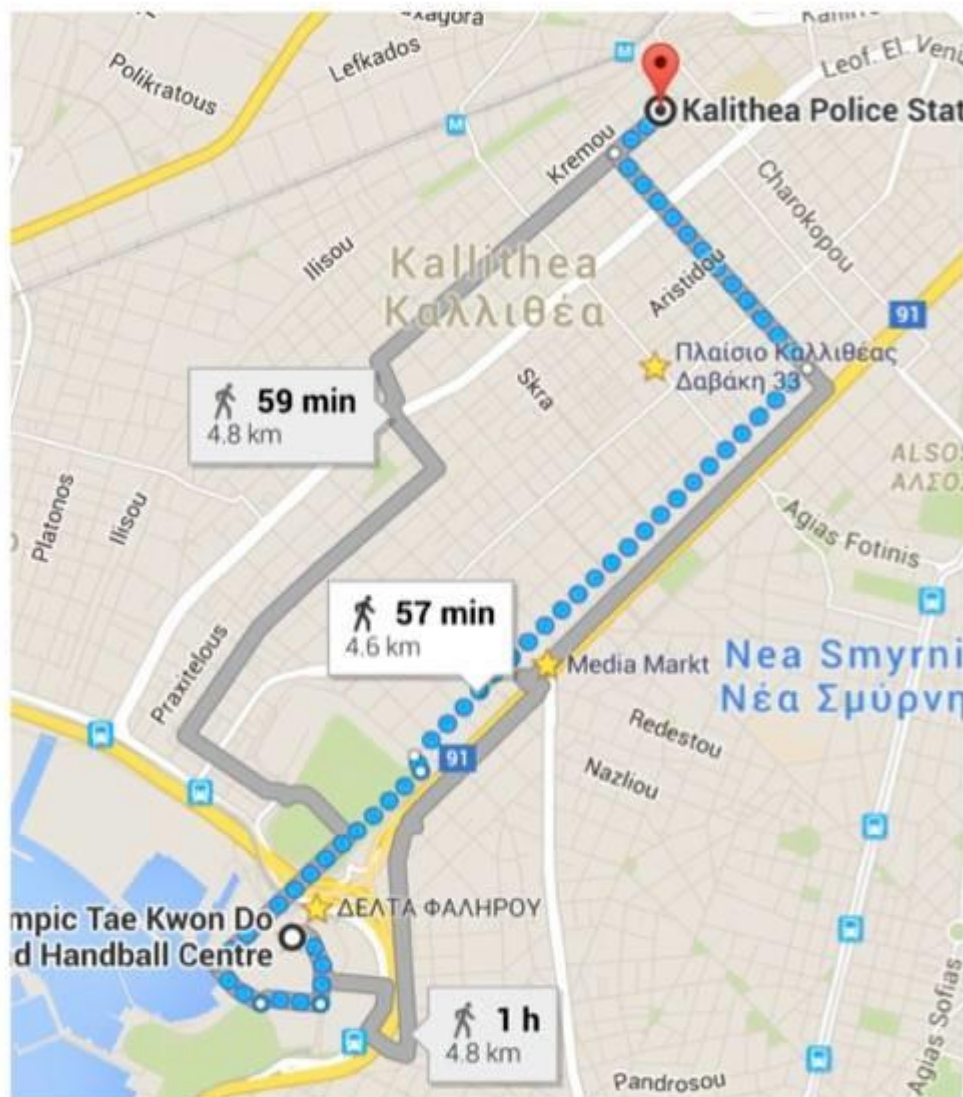 Polikratous
Lefkados
Leof. El. Veni
M
M
Kalithea Police Stat
Kremou
Charokopou
Ilisou
Kallithea
Καλλιθέα
Aristidou
91
Πλαίσιο Καλλιθέας
Δαβάκη 33
59 min
4.8 km
Skra
ALSOS
ΑΛΣΟΣ
Platonos
Ilisou
Agias Fotinis
57 min
4.6 km
Media Markt
Nea Smyrni
Νέα Σμύρνη
Praxitelous
Redestou
91
Nazliou
ΔΕΛΤΑ ΦΑΛΗΡΟΥ
mpic Tae Kwon Do
d Handball Centre
1 h
4.8 km
Agias Sofias
Pandrosou